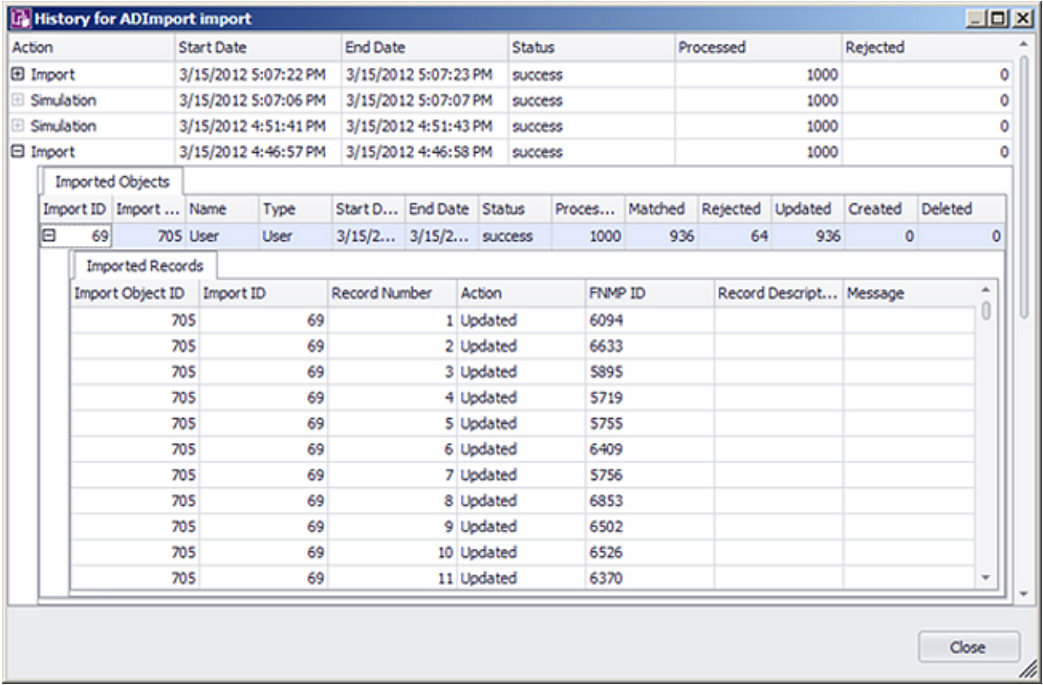 History for ADImport import
Action Start Date End Date Status Processed Rejected
Import 3/15/2012 5:07:22 PM 3/15/2012 5:07:23 PM success 1000 0
Simulation 3/15/2012 5:07:06 PM 3/15/2012 5:07:07 PM success 1000 0
Simulation 3/15/2012 4:51:41 PM 3/15/2012 4:51:43 PM success 1000 0
Import 3/15/2012 4:46:57 PM 3/15/2012 4:46:58 PM success 1000 0
Imported Objects
Import ID Import ... Name Type Start D... End Date Status Proces... Matched Rejected Updated Created Deleted
69 705 User User 3/15/2... 3/15/2... success 1000 936 64 936 0 0
Imported Records
Import Object ID Import ID Record Number Action FNMP ID Record Descript... Message
705 69 1 Updated 6094
705 69 2 Updated 6633
705 69 3 Updated 5895
705 69 4 Updated 5719
705 69 5 Updated 5755
705 69 6 Updated 6409
705 69 7 Updated 5756
705 69 8 Updated 6853
705 69 9 Updated 6502
705 69 10 Updated 6526
705 69 11 Updated 6370
Close